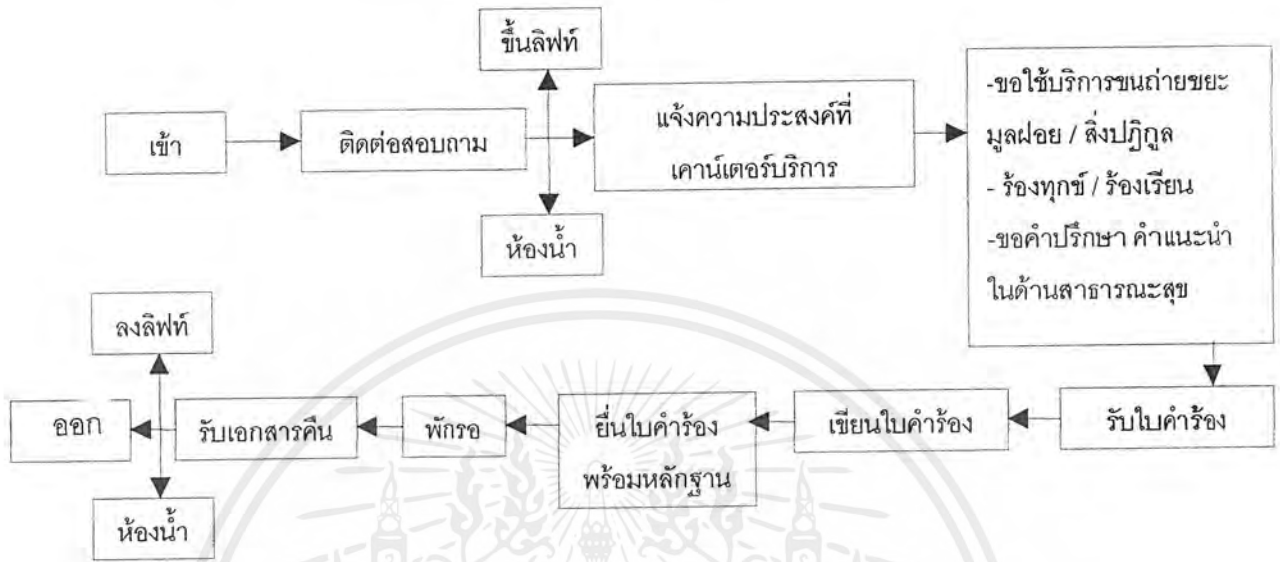 ขึ้นลิฟท์
เข้า
ติดต่อสอบถาม
แจ้งความประสงค์ที่
เคาน์เตอร์บริการ
ห้องน้ำ
-ขอใช้บริการขนถ่ายขยะ
มูลฝอย / สิ่งปฎิกูล
- ร้องทุกข์ / ร้องเรียน
-ขอคำปรึกษา คำแนะนำ
ในด้านสาธารณะสุข
รับใบคำร้อง
เขียนใบคำร้อง
ยื่นใบคำร้อง
พร้อมหลักฐาน
พักรอ
รับเอกสารคืน
ลงลิฟท์
ออก
ห้องน้ำ